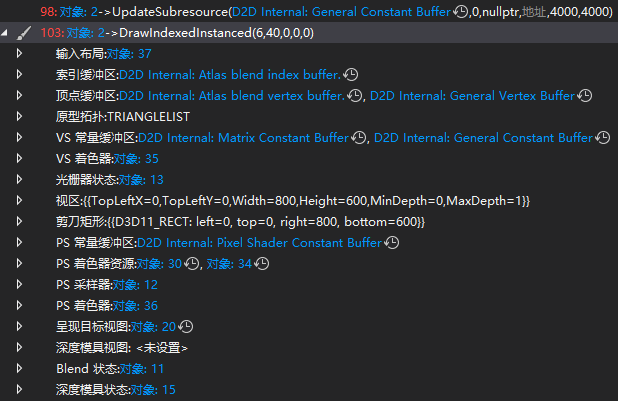 98:对象: 2->UpdateSubresource(D2D Internal: General Constant Buffer,0,nullptr,地址,4000,4000)
103:对象: 2->DrawIndexedInstanced(6,40,0,0,0)
输入布局:对象: 37
索引缓冲区:D2D Internal: Atlas blend index buffer.
顶点缓冲区:D2D Internal: Atlas blend vertex buffer., D2D Internal: General Vertex Buffer
原型拓扑:TRIANGLELIST
VS 常量缓冲区:D2D Internal: Matrix Constant Buffer, D2D Internal: General Constant Buffer
VS 着色器:对象: 35
光栅器状态:对象: 13
视区:{{TopLeftX=0,TopLeftY=0,Width=800,Height=600,MinDepth=0,MaxDepth=1}}
剪刀矩形:{{D3D11_RECT: left=0, top=0, right=800, bottom=600}}
PS 常量缓冲区:D2D Internal: Pixel Shader Constant Buffer
PS 着色器资源:对象: 30, 对象: 34
PS 采样器:对象: 12
PS 着色器:对象: 36
呈现目标视图:对象: 20
深度模具视图: <未设置>
Blend 状态:对象: 11
深度模具状态:对象: 15